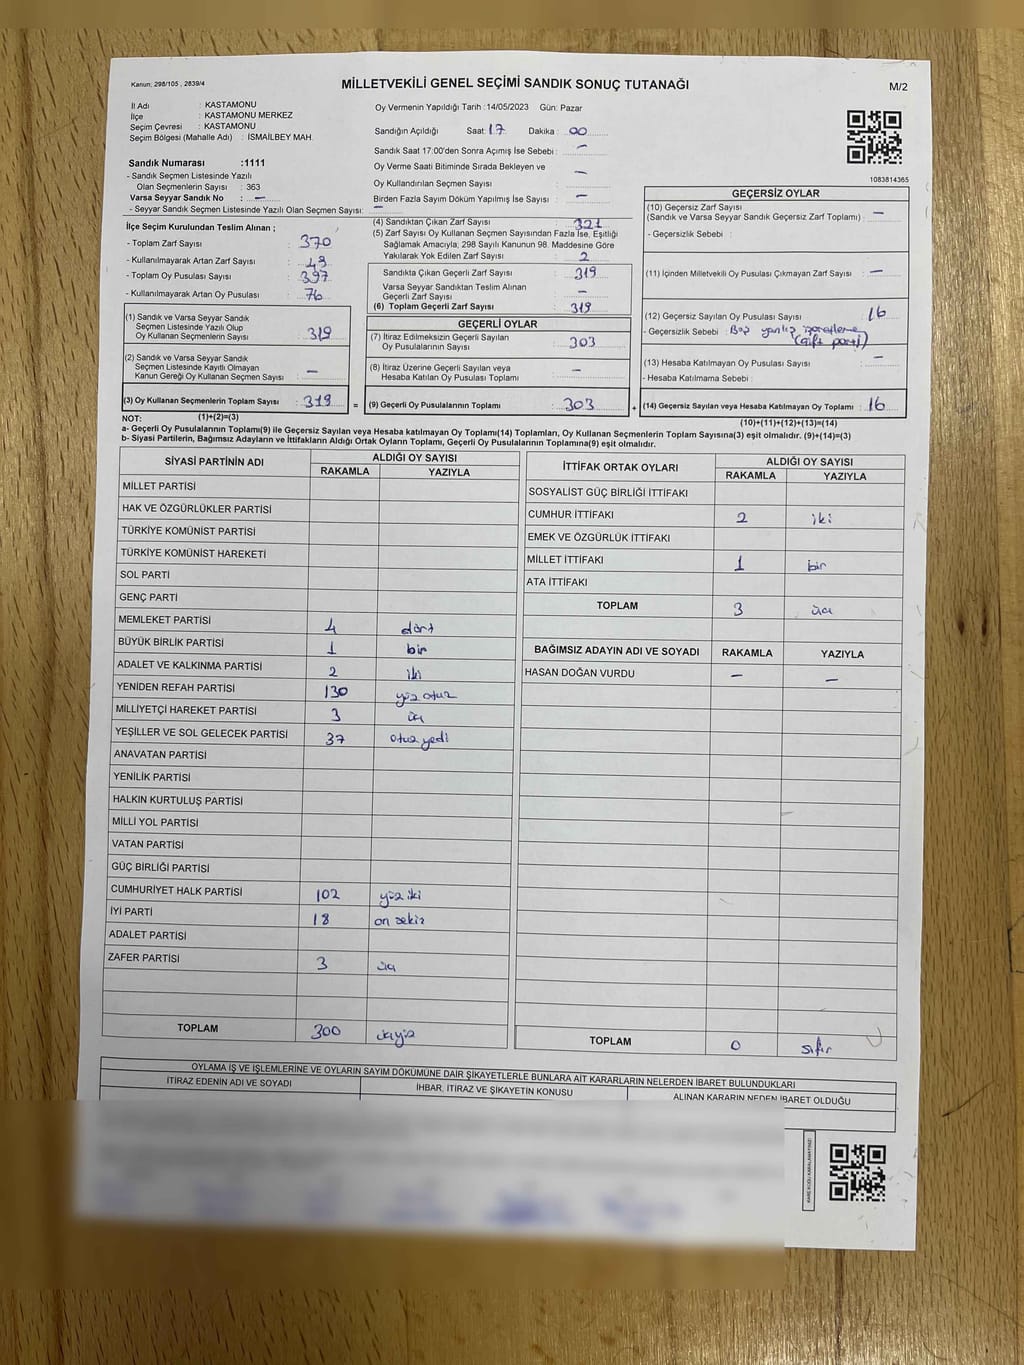 Kanun: 298/105 , 2839/4
MİLLETVEKİLİ GENEL SEÇİMİ SANDIK SONUÇ TUTANAĞI
M/2
İl Adı : KASTAMONU
İlçe : KASTAMONU MERKEZ
Seçim Çevresi : KASTAMONU
Seçim Bölgesi (Mahalle Adı) : İSMAİLBEY MAH.
Sandık Numarası :1111
- Sandık Seçmen Listesinde Yazılı
Olan Seçmenlerin Sayısı : 363
Varsa Seyyar Sandık No : –
- Seyyar Sandık Seçmen Listesinde Yazılı Olan Seçmen Sayısı: –
İlçe Seçim Kurulundan Teslim Alınan ;
- Toplam Zarf Sayısı : 370
- Kullanılmayarak Artan Zarf Sayısı : 49
- Toplam Oy Pusulası Sayısı : 397
- Kullanılmayarak Artan Oy Pusulası : 76
(1) Sandık ve Varsa Seyyar Sandık
Seçmen Listesinde Yazılı Olup
Oy Kullanan Seçmenlerin Sayısı : 319
(2) Sandık ve Varsa Seyyar Sandık
Seçmen Listesinde Kayıtlı Olmayan
Kanun Gereği Oy Kullanan Seçmen Sayısı : –
(3) Oy Kullanan Seçmenlerin Toplam Sayısı : 319
Oy Vermenin Yapıldığı Tarih : 14/05/2023 Gün: Pazar
Sandığın Açıldığı Saat: 17 Dakika : 00
Sandık Saat 17:00'den Sonra Açımış İse Sebebi : –
Oy Verme Saati Bitiminde Sırada Bekleyen ve
Oy Kullandırılan Seçmen Sayısı : –
Birden Fazla Sayım Döküm Yapılmış İse Sayısı : –
(4) Sandıktan Çıkan Zarf Sayısı : 321
(5) Zarf Sayısı Oy Kullanan Seçmen Sayısından Fazla İse, Eşitliği
Sağlamak Amacıyla; 298 Sayılı Kanunun 98. Maddesine Göre
Yakılarak Yok Edilen Zarf Sayısı : 2
Sandıkta Çıkan Geçerli Zarf Sayısı : 319
Varsa Seyyar Sandıktan Teslim Alınan
Geçerli Zarf Sayısı : –
(6) Toplam Geçerli Zarf Sayısı : 319
GEÇERLİ OYLAR
(7) İtiraz Edilmeksizin Geçerli Sayılan
Oy Pusulalarının Sayısı : 303
(8) İtiraz Üzerine Geçerli Sayılan veya
Hesaba Katılan Oy Pusulası Toplamı : –
= (9) Geçerli Oy Pusulalarının Toplamı : 303
1083814365
GEÇERSİZ OYLAR
(10) Geçersiz Zarf Sayısı
(Sandık ve Varsa Seyyar Sandık Geçersiz Zarf Toplamı) : –
- Geçersizlik Sebebi :
(11) İçinden Milletvekili Oy Pusulası Çıkmayan Zarf Sayısı : –
(12) Geçersiz Sayılan Oy Pusulası Sayısı : 16
- Geçersizlik Sebebi : Boş yanlış işaretleme
(çift parti)
(13) Hesaba Katılmayan Oy Pusulası Sayısı : –
- Hesaba Katılmama Sebebi :
+ (14) Geçersiz Sayılan veya Hesaba Katılmayan Oy Toplamı : 16
NOT: (1)+(2)=(3)
(10)+(11)+(12)+(13)=(14)
a- Geçerli Oy Pusulalarının Toplamı(9) ile Geçersiz Sayılan veya Hesaba katılmayan Oy Toplamı(14) Toplamları, Oy Kullanan Seçmenlerin Toplam Sayısına(3) eşit olmalıdır. (9)+(14)=(3)
b- Siyasi Partilerin, Bağımsız Adayların ve İttifakların Aldığı Ortak Oyların Toplamı, Geçerli Oy Pusulalarının Toplamına(9) eşit olmalıdır.
SİYASİ PARTİNİN ADI ALDIĞI OY SAYISI
RAKAMLA YAZIYLA
MİLLET PARTİSİ
HAK VE ÖZGÜRLÜKLER PARTİSİ
TÜRKİYE KOMÜNİST PARTİSİ
TÜRKİYE KOMÜNİST HAREKETİ
SOL PARTİ
GENÇ PARTİ
MEMLEKET PARTİSİ 4 dört
BÜYÜK BİRLİK PARTİSİ 1 bir
ADALET VE KALKINMA PARTİSİ 2 iki
YENİDEN REFAH PARTİSİ 130 yüz otuz
MİLLİYETÇİ HAREKET PARTİSİ 3 üç
YEŞİLLER VE SOL GELECEK PARTİSİ 37 otuz yedi
ANAVATAN PARTİSİ
YENİLİK PARTİSİ
HALKIN KURTULUŞ PARTİSİ
MİLLİ YOL PARTİSİ
VATAN PARTİSİ
GÜÇ BİRLİĞİ PARTİSİ
CUMHURİYET HALK PARTİSİ 102 yüz iki
İYİ PARTİ 18 on sekiz
ADALET PARTİSİ
ZAFER PARTİSİ 3 üç
TOPLAM 300 üçyüz
İTTİFAK ORTAK OYLARI ALDIĞI OY SAYISI
RAKAMLA YAZIYLA
SOSYALİST GÜÇ BİRLİĞİ İTTİFAKI
CUMHUR İTTİFAKI 2 iki
EMEK VE ÖZGÜRLÜK İTTİFAKI
MİLLET İTTİFAKI 1 bir
ATA İTTİFAKI
TOPLAM 3 üç
BAĞIMSIZ ADAYIN ADI VE SOYADI RAKAMLA YAZIYLA
HASAN DOĞAN VURDU – –
TOPLAM 0 sıfır
OYLAMA İŞ VE İŞLEMLERİNE VE OYLARIN SAYIM DÖKÜMÜNE DAİR ŞİKAYETLERLE BUNLARA AİT KARARLARIN NELERDEN İBARET BULUNDUKLARI
İTİRAZ EDENİN ADI VE SOYADI İHBAR, İTİRAZ VE ŞİKAYETİN KONUSU ALINAN KARARIN NEDEN İBARET OLDUĞU